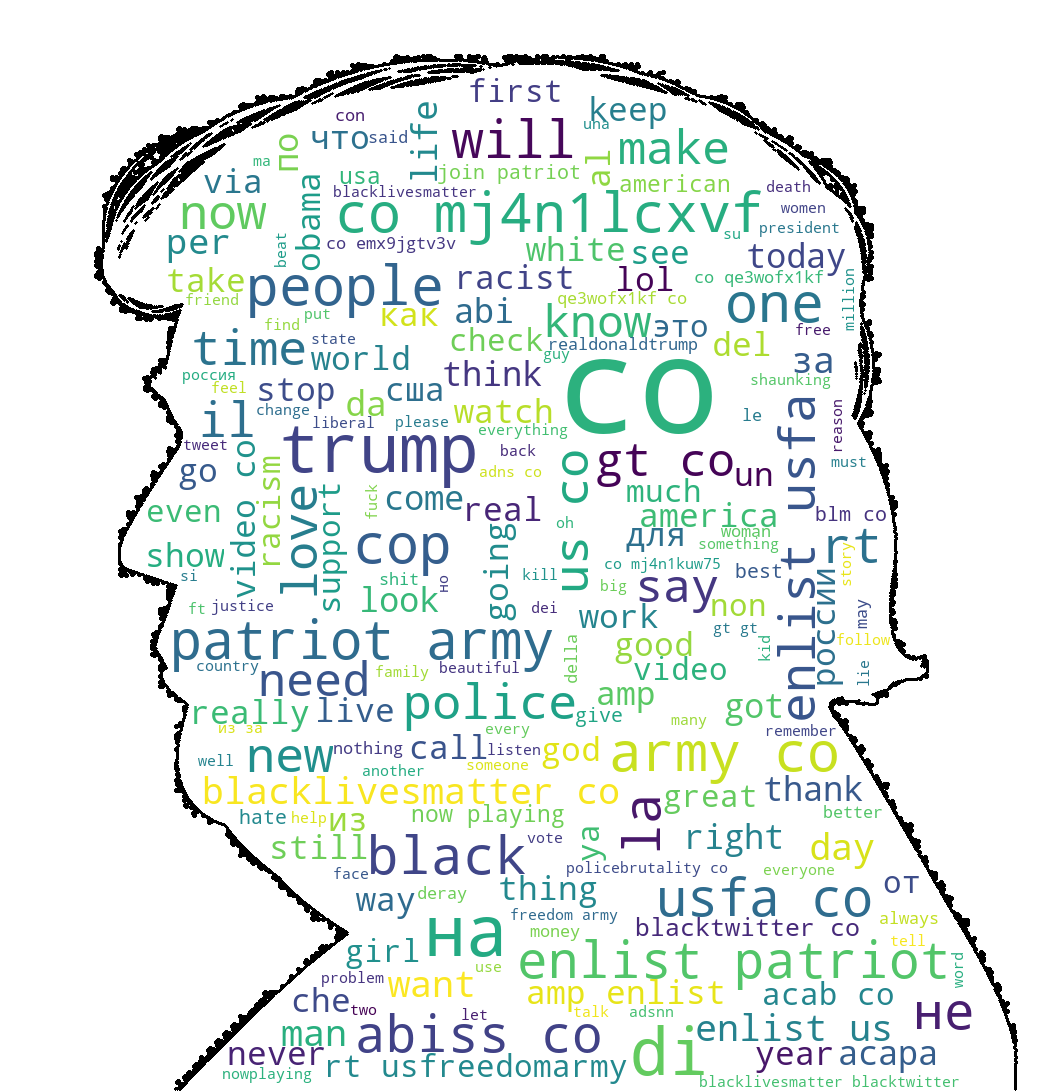 first
keep
una
con
что
said
life
will
make
по
al
ma
via
usa
join patriot
american
blacklivesmatter
death
now
obama
co mj4n1lcxvf
women
president
su
per
beat
co emx9jgtv3v
white
see
today
take
people
racist
lol
co qe3wofx1kf
one
million
friend
qe3wofx1kf co
put
как
abi
know
это
free
find
time
state
check
realdonaldtrump
del
за
world
guy
россия
think
co
shaunking
feel
stop
da
сша
watch
le
il
change
liberal
please
everything
enlist usfa
reason
tweet
trump
back
gt co
un
must
go
video co
racism
adns co
us co
much
love
support
fuck
come
real
america
blm co
even
going
oh
для
woman
something
rt
show
cop
co mj4n1kuw75
best
story
si
shit
но
kill
big
say
россии
ft
justice
look
dei
work
non
may
patriot army
good
gt gt
kid
follow
country
need
family
beautiful
della
video
lie
really
live
police
give
amp
many
got
из за
every
remember
well
new
nothing
call
listen
god
army co
another
someone
blacklivesmatter co
la
great
thank
hate
help
из
now playing
better
still
black
vote
ya
right
day
face
policebrutality co
everyone
way
deray
thing
usfa co
от
на
freedom army
money
blacktwitter co
always
tell
girl
use
enlist patriot
word
problem
want
amp enlist
acab co
che
two
let
talk
adsnn
не
man
abiss co
di
enlist us
never
rt usfreedomarmy
year
acapa
nowplaying
blacklivesmatter blacktwitter